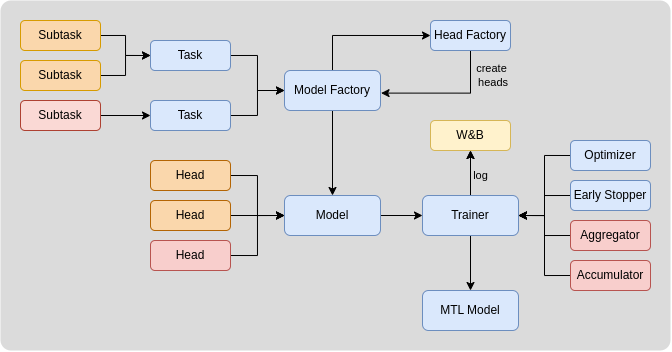 Subtask
Subtask
Subtask
Task
Task
Model Factory
Head Factory
create
heads
W&B
log
Head
Head
Head
Model
Trainer
Optimizer
Early Stopper
Aggregator
Accumulator
MTL Model